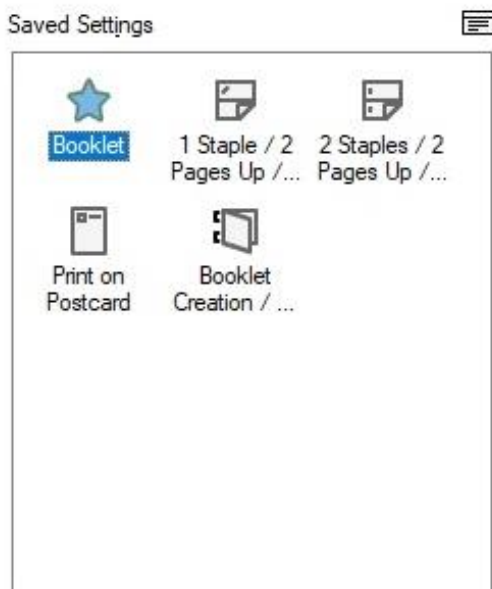 Saved Settings
Booklet
1 Staple / 2
Pages Up /...
2 Staples / 2
Pages Up /...
Print on
Postcard
Booklet
Creation / ...